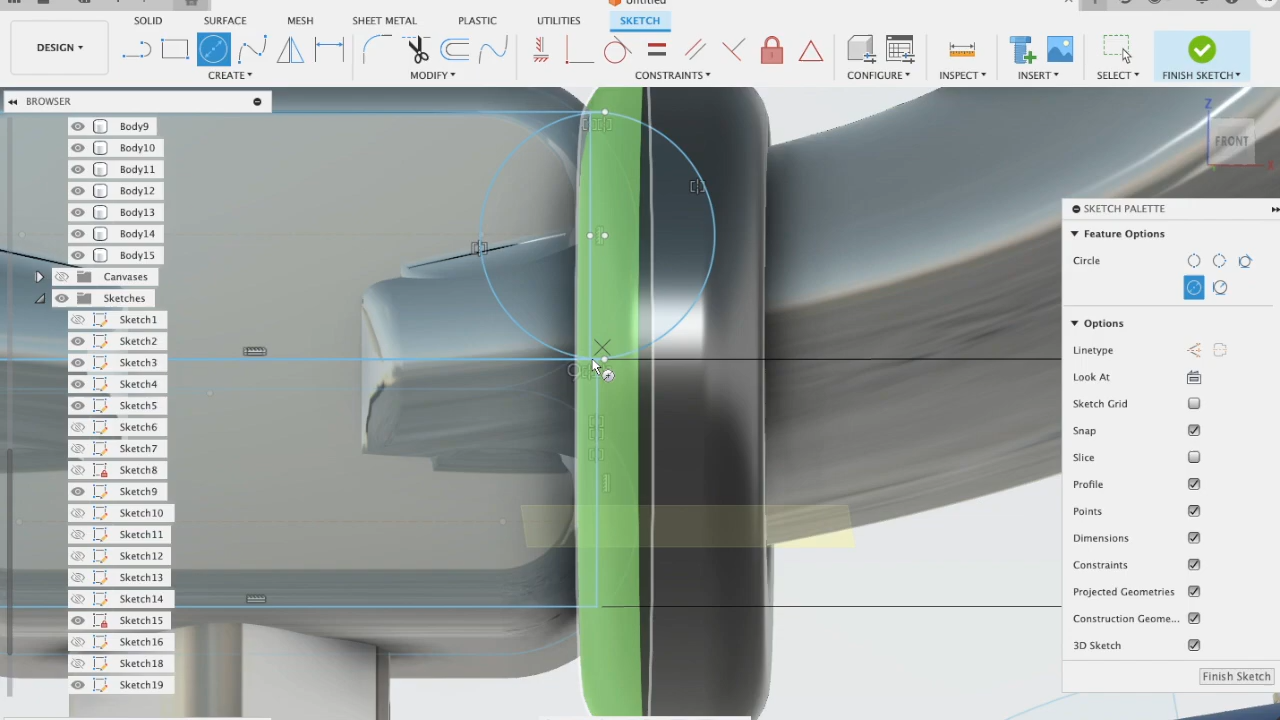 Untitled
SOLID SURFACE MESH SHEET METAL PLASTIC UTILITIES SKETCH
DESIGN
CREATE MODIFY CONSTRAINTS CONFIGURE INSPECT INSERT SELECT FINISH SKETCH
BROWSER
Body9
Body10
Body11
Body12
Body13
Body14
Body15
Canvases
Sketches
Sketch1
Sketch2
Sketch3
Sketch4
Sketch5
Sketch6
Sketch7
Sketch8
Sketch9
Sketch10
Sketch11
Sketch12
Sketch13
Sketch14
Sketch15
Sketch16
Sketch18
Sketch19
Z
FRONT
X
SKETCH PALETTE
Feature Options
Circle
Options
Linetype
Look At
Sketch Grid
Snap
Slice
Profile
Points
Dimensions
Constraints
Projected Geometries
Construction Geome...
3D Sketch
Finish Sketch